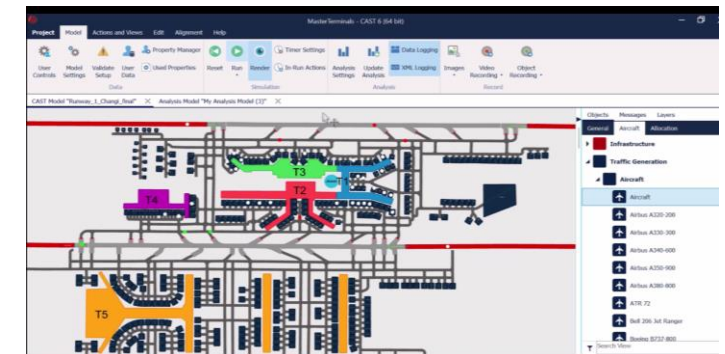 MasterTerminals - CAST 6 (64 bit)
Project Model Actions and Views Edit Alignment Help
User Controls
Model Settings
Validate Setup
User Data
Property Manager
Used Properties
Data
Reset
Run
Render
Timer Settings
In Run Actions
Simulation
Analysis Settings
Update Analysis
Data Logging
XML Logging
Analysis
Images
Video Recording
Object Recording
Record
CAST Model "Runway_1_Changi_final" X Analysis Model "My Analysis Model (3)" X
T3
T1
T2
T4
T5
Objects Messages Layers
General Aircraft Allocation
Infrastructure
Traffic Generation
Aircraft
Aircraft
Airbus A220-200
Airbus A330-300
Airbus A340-600
Airbus A350-900
Airbus A380-800
ATR 72
Bell 206 Jet Ranger
Boeing B737-800
Search View